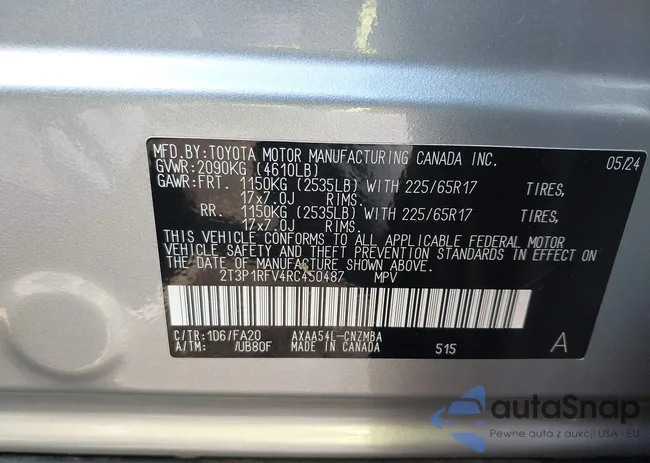 MFD.BY:TOYOTA MOTOR MANUFACTURING CANADA INC. 05/24
GVWR:2090KG (4610LB)
GAWR:FRT. 1150KG (2535LB) WITH 225/65R17 TIRES,
17x7.0J RIMS.
RR. 1150KG (2535LB) WITH 225/65R17 TIRES,
17x7.0J RIMS.
THIS VEHICLE CONFORMS TO ALL APPLICABLE FEDERAL MOTOR
VEHICLE SAFETY AND THEFT PREVENTION STANDARDS IN EFFECT ON
THE DATE OF MANUFACTURE SHOWN ABOVE.
2T3P1RFV4RC450487 MPV
C/TR:1D6/FA20 AXAA54L-CNZMBA A
A/TM: /UB80F MADE IN CANADA 515
autoSnap
Pewne auta z aukcji USA - EU